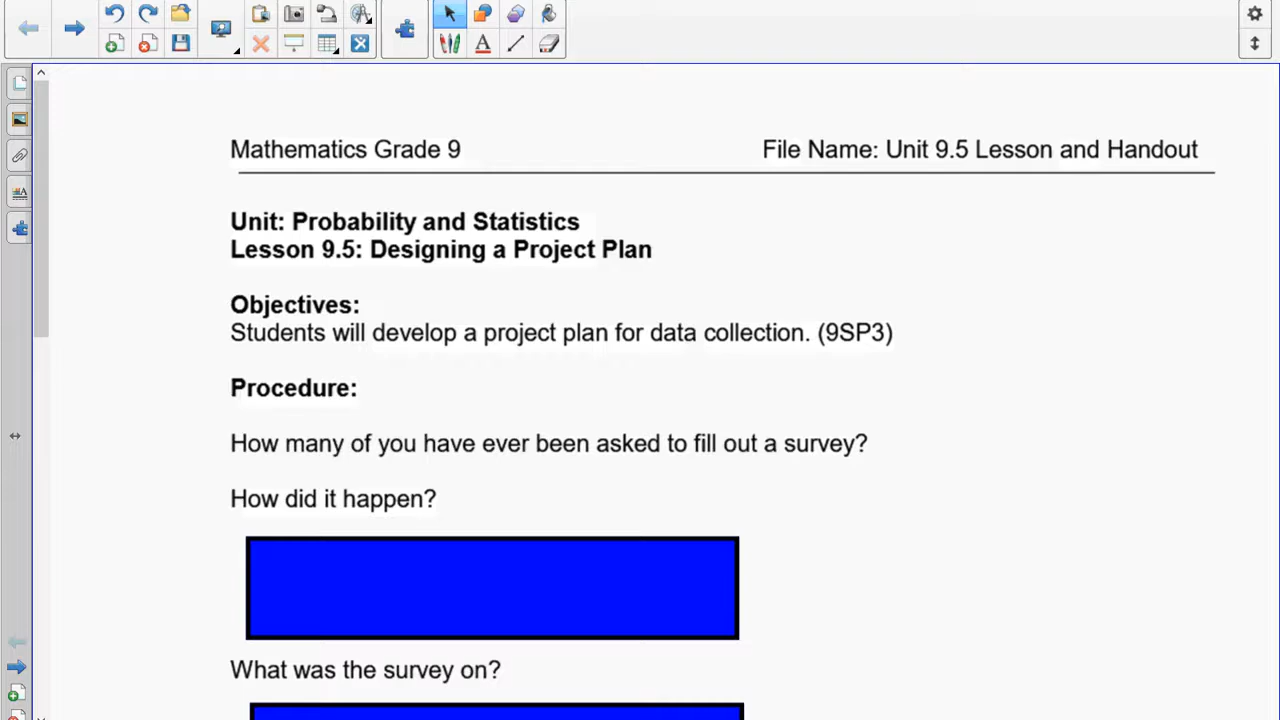 Mathematics Grade 9 File Name: Unit 9.5 Lesson and Handout
Unit: Probability and Statistics
Lesson 9.5: Designing a Project Plan
Objectives:
Students will develop a project plan for data collection. (9SP3)
Procedure:
How many of you have ever been asked to fill out a survey?
How did it happen?
What was the survey on?